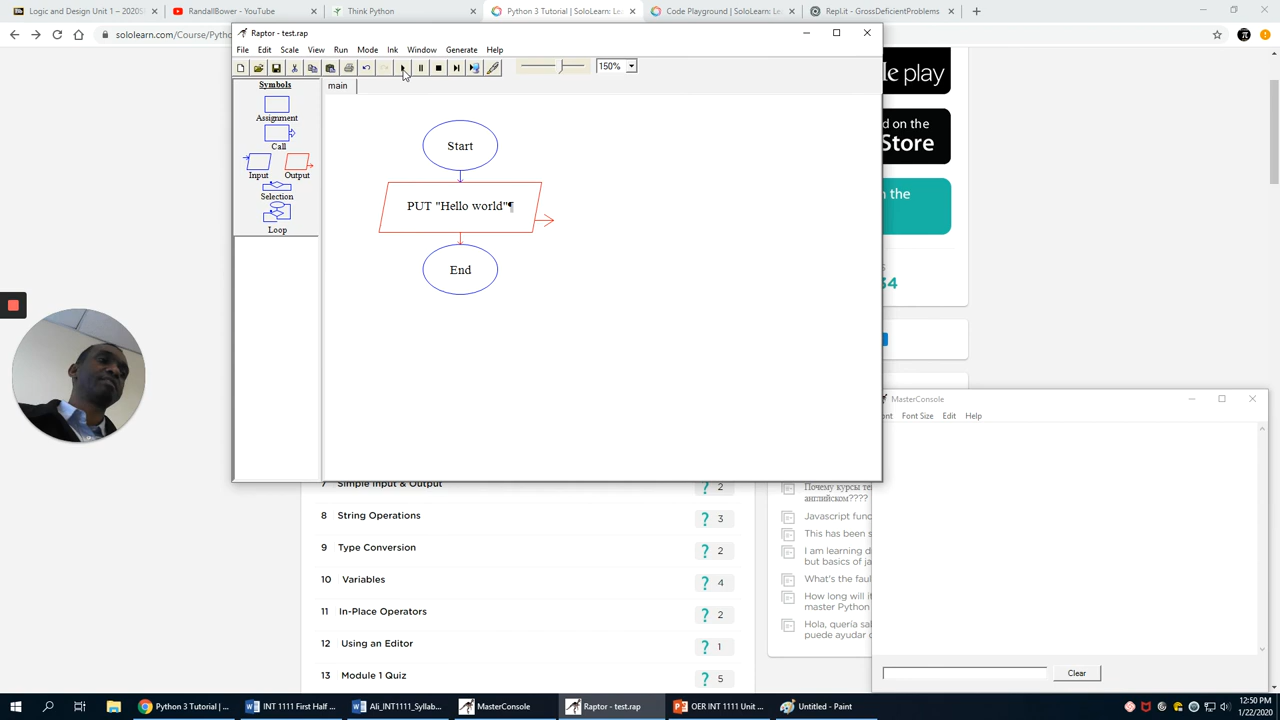 Logic and Design Unit 1 – 2020S
RandallBower - YouTube
Think Python
Python 3 Tutorial | SoloLearn: L
Code Playground | SoloLearn: Le
Repl.it - GrossDeficientProblems
sololearn.com/Course/Pytho
Raptor - test.rap
File Edit Scale View Run Mode Ink Window Generate Help
150%
Symbols
main
Assignment
Call
Input
Output
Selection
Loop
Start
PUT "Hello world"¶
End
le play
d on the
Store
n the
S
34
7 Simple Input & Output 2
8 String Operations 3
9 Type Conversion 2
10 Variables 4
11 In-Place Operators 2
12 Using an Editor 1
13 Module 1 Quiz 5
Почему курсы те
английском????
Javascript func
This has been s
I am learning d
but basics of ja
What's the faul
How long will it
master Python
Hola, quería sal
puede ayudar c
MasterConsole
ont Font Size Edit Help
Clear
Python 3 Tutorial | ...
INT 1111 First Half ...
Ali_INT1111_Syllab...
MasterConsole
Raptor - test.rap
OER INT 1111 Unit ...
Untitled - Paint
12:50 PM
1/22/2020